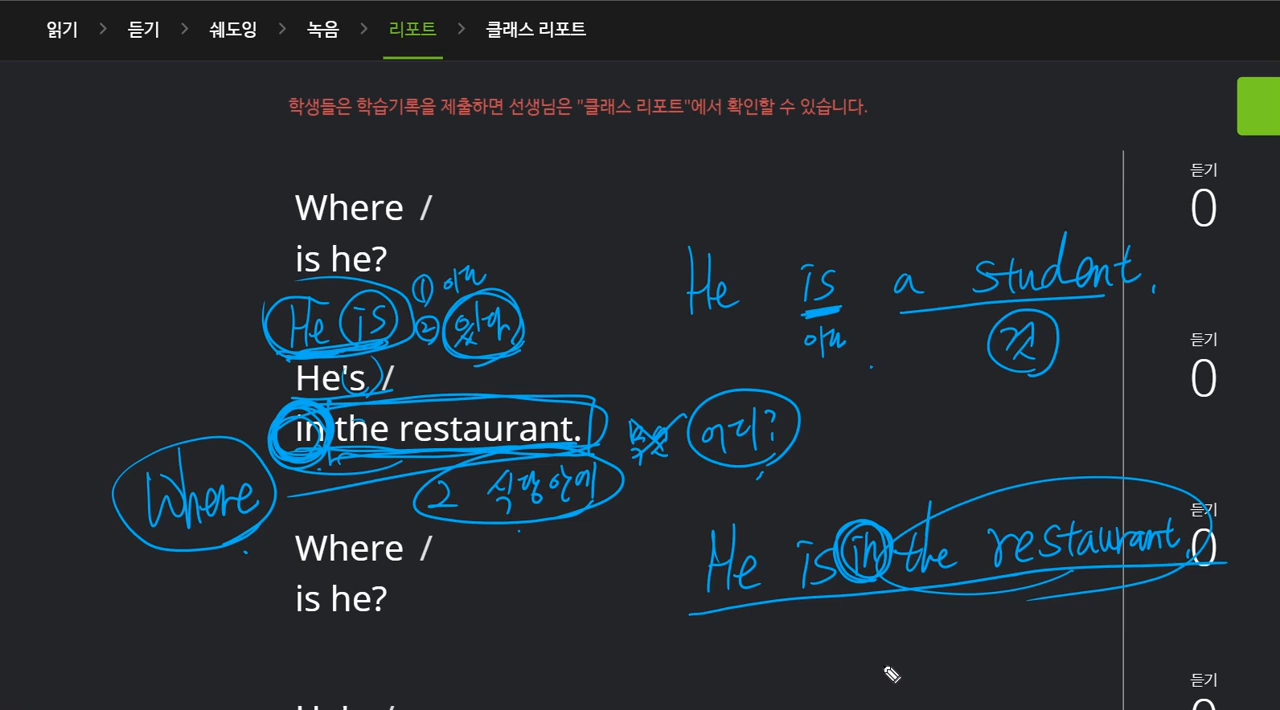 읽기 > 듣기 > 쉐도잉 > 녹음 > 리포트 > 클래스 리포트
학생들은 학습기록을 제출하면 선생님은 "클래스 리포트"에서 확인할 수 있습니다.
듣기
0
Where /
is he?
He is
① 이다
② 있다
He is a student.
이다
것
듣기
0
He's /
in the restaurant.
어디?
Where
그 식당안에
듣기
0
Where /
is he?
He is in the restaurant.
듣기